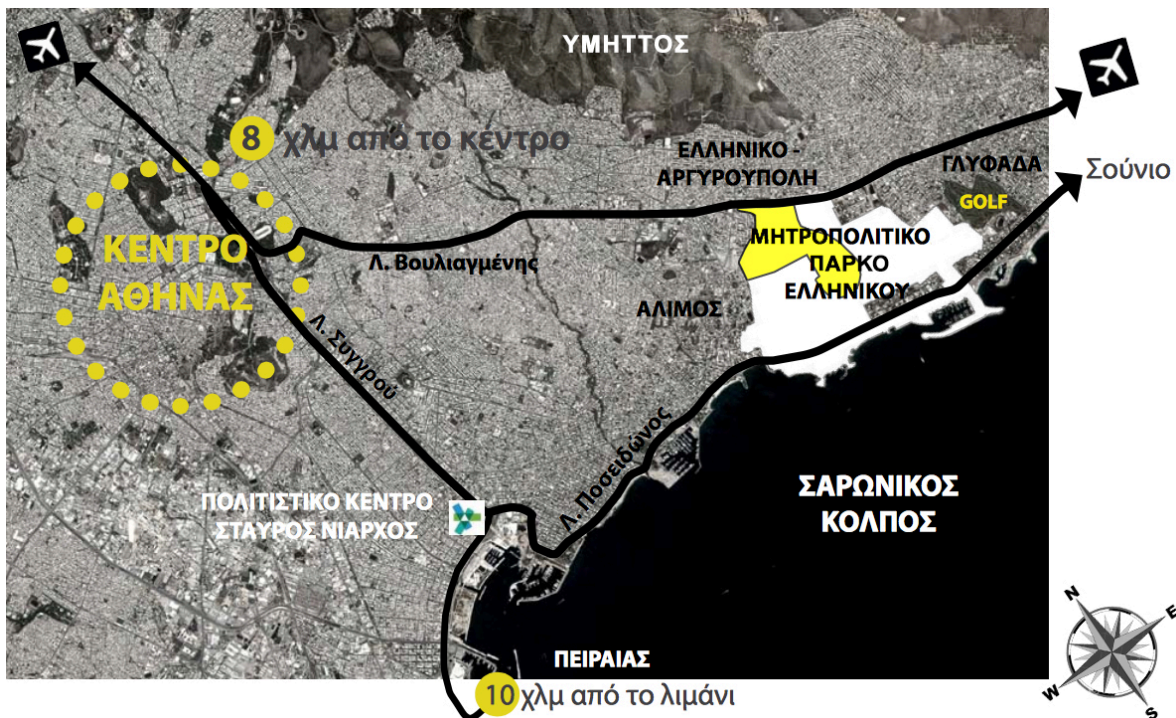 ΥΜΗΤΤΟΣ
8 χλμ από το κέντρο
ΕΛΛΗΝΙΚΟ -
ΑΡΓΥΡΟΥΠΟΛΗ
ΓΛΥΦΑΔΑ
Σούνιο
GOLF
ΚΕΝΤΡΟ
ΑΘΗΝΑΣ
Λ. Βουλιαγμένης
ΜΗΤΡΟΠΟΛΙΤΙΚΟ
ΠΑΡΚΟ
ΕΛΛΗΝΙΚΟΥ
ΑΛΙΜΟΣ
Λ. Συγγρού
Λ. Ποσειδώνος
ΠΟΛΙΤΙΣΤΙΚΟ ΚΕΝΤΡΟ
ΣΤΑΥΡΟΣ ΝΙΑΡΧΟΣ
ΣΑΡΩΝΙΚΟΣ
ΚΟΛΠΟΣ
ΠΕΙΡΑΙΑΣ
10 χλμ από το λιμάνι
N
E
W
S